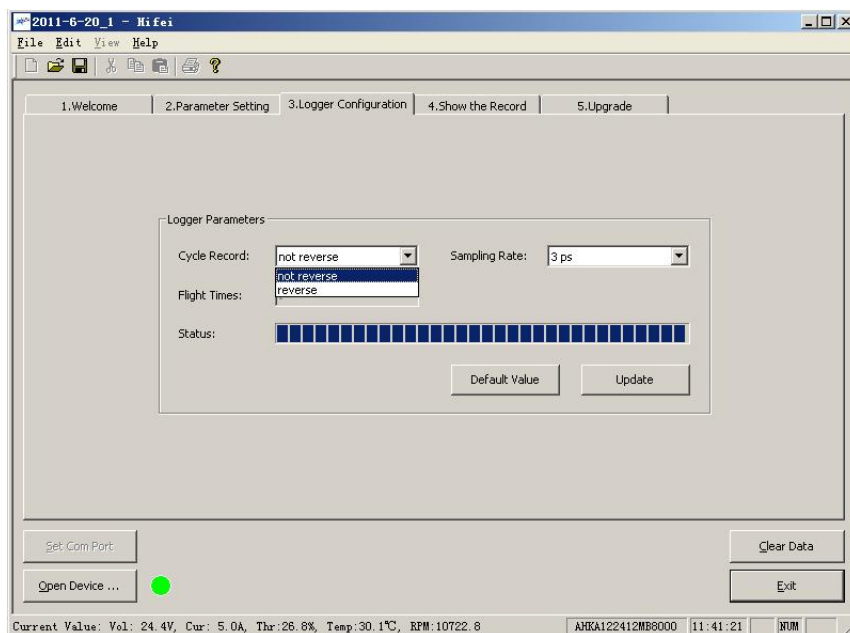 2011-6-20_1 - Hifei
File Edit View Help
1.Welcome 2.Parameter Setting 3.Logger Configuration 4.Show the Record 5.Upgrade
Logger Parameters
Cycle Record: not reverse Sampling Rate: 3 ps
not reverse
reverse
Flight Times:
Status:
Default Value Update
Set Com Port Clear Data
Open Device ... Exit
Current Value: Vol: 24.4V, Cur: 5.0A, Thr:26.8%, Temp:30.1℃, RPM:10722.8 AHKA122412MB8000 11:41:21 NUM